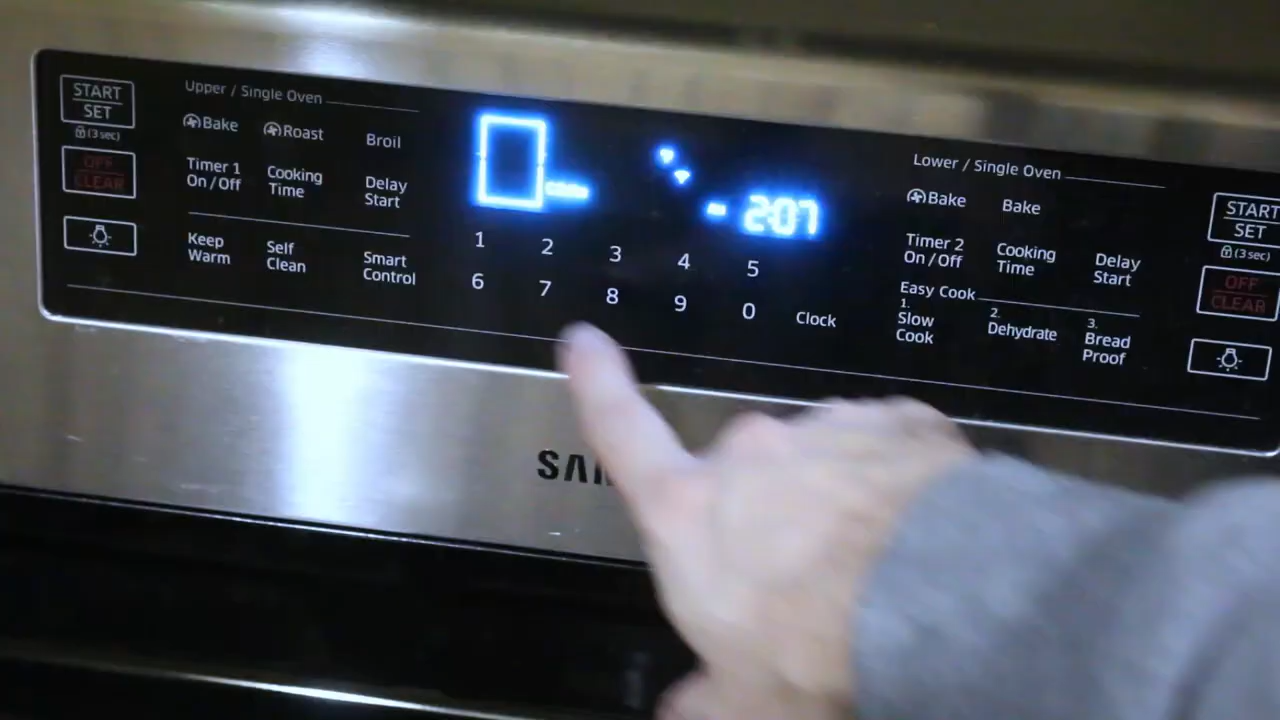 START
SET
(3 sec)
OFF
CLEAR
Upper / Single Oven
Bake
Roast
Broil
Timer 1
On / Off
Cooking
Time
Delay
Start
Keep
Warm
Self
Clean
Smart
Control
2:07
1 2 3 4 5
6 7 8 9 0 Clock
Lower / Single Oven
Bake
Bake
Timer 2
On / Off
Cooking
Time
Delay
Start
Easy Cook
1.
Slow
Cook
2.
Dehydrate
3.
Bread
Proof
START
SET
(3 sec)
OFF
CLEAR